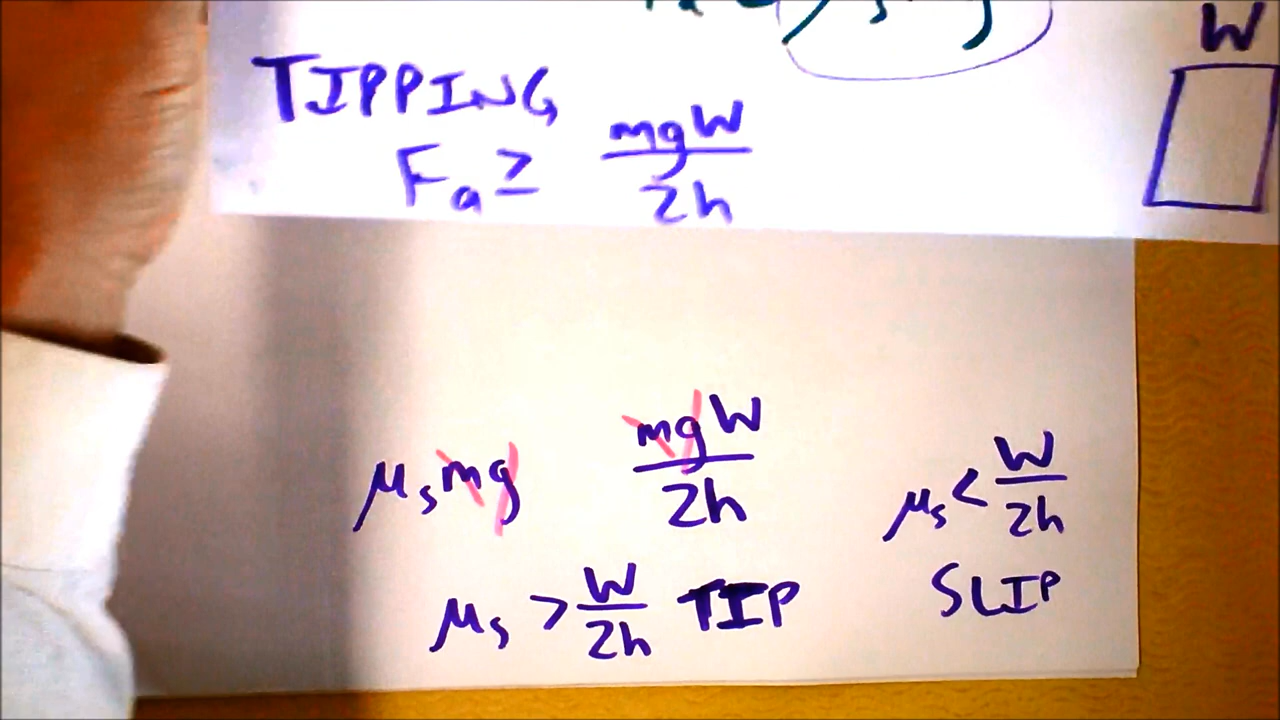 W
TIPPING
Fₐ ≥ mgW / 2h
μₛmg mgW / 2h
μₛ < W / 2h
μₛ > W / 2h TIP
SLIP